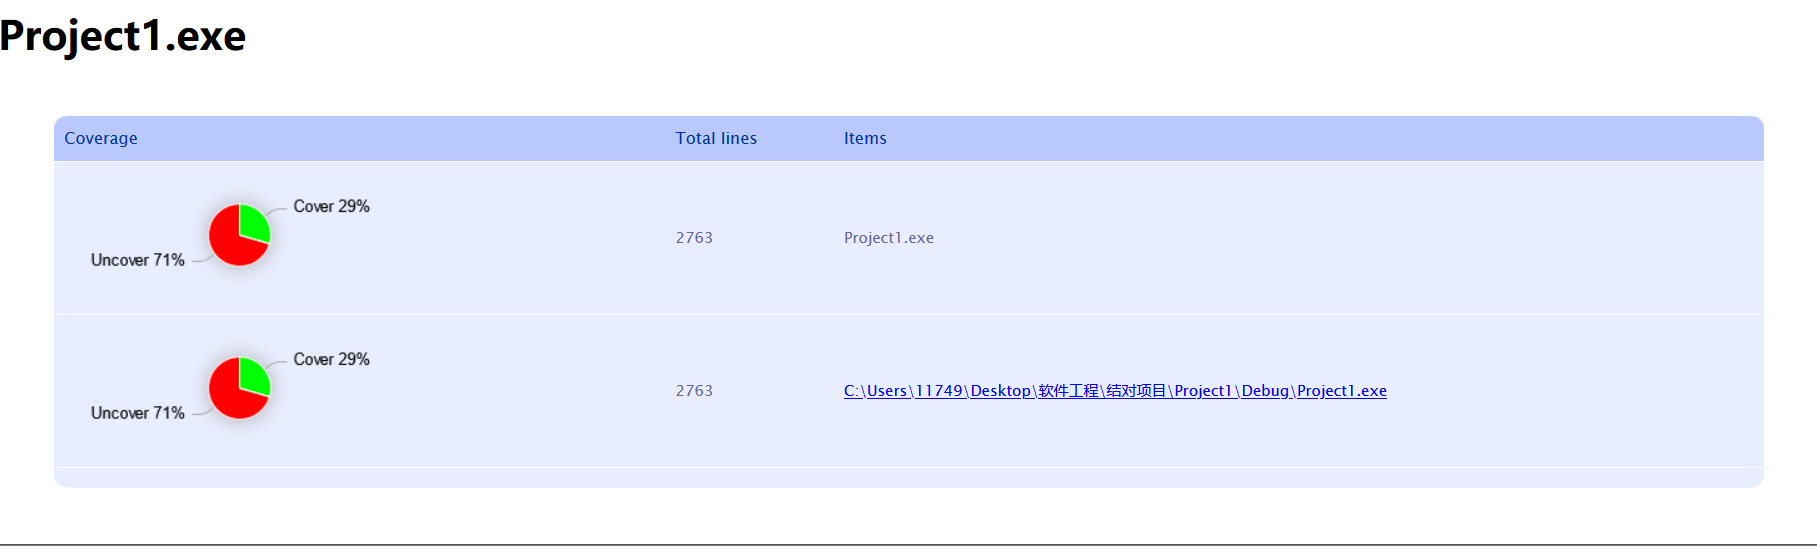 Project1.exe
Coverage Total lines Items
Cover 29%
Uncover 71%
2763 Project1.exe
Cover 29%
Uncover 71%
2763 C:\Users\11749\Desktop\软件工程\结对项目\Project1\Debug\Project1.exe